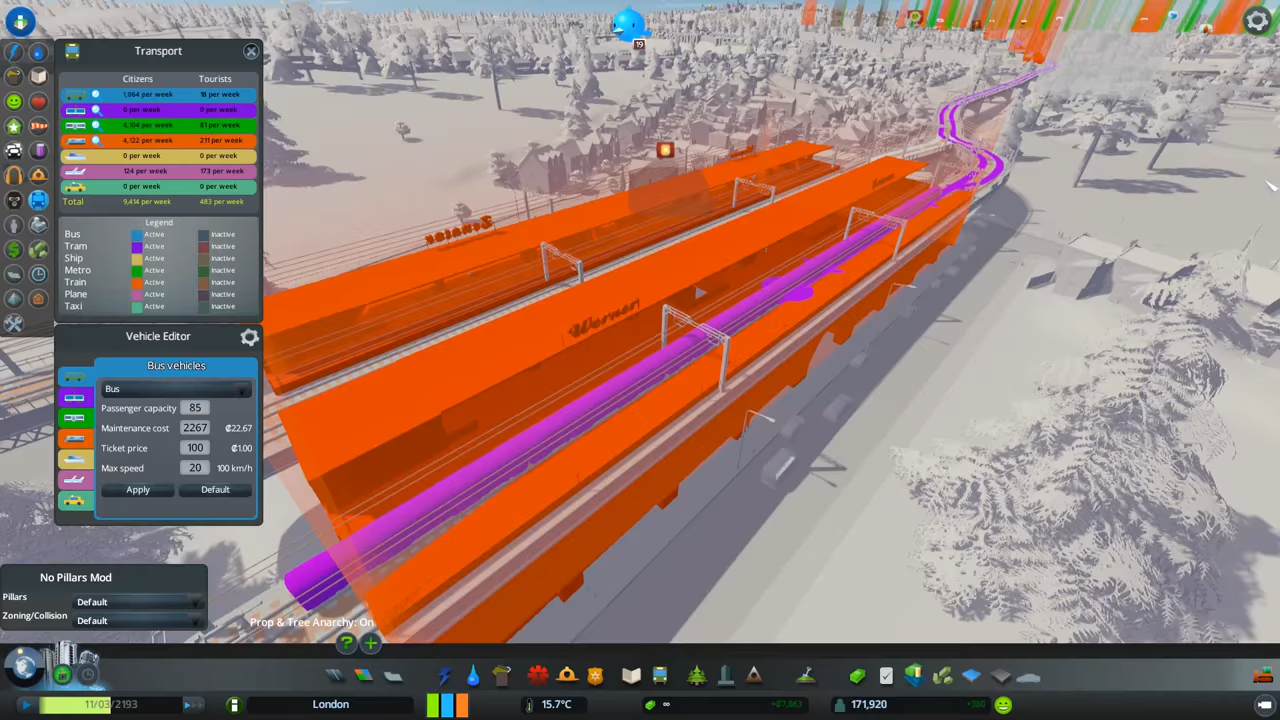 19
Transport
Citizens Tourists
1,064 per week 18 per week
0 per week 0 per week
4,104 per week 81 per week
4,122 per week 211 per week
0 per week 0 per week
124 per week 173 per week
0 per week 0 per week
Total 9,414 per week 483 per week
Legend
Bus Active Inactive
Tram Active Inactive
Ship Active Inactive
Metro Active Inactive
Train Active Inactive
Plane Active Inactive
Taxi Active Inactive
Vehicle Editor
Bus vehicles
Bus
Passenger capacity 85
Maintenance cost 2267 ₡22.67
Ticket price 100 ₡1.00
Max speed 20 100 km/h
Apply Default
Werner!
No Pillars Mod
Pillars Default
Zoning/Collision Default
Prop & Tree Anarchy: On
11/03/2193 London 15.7°C ∞ 171,920